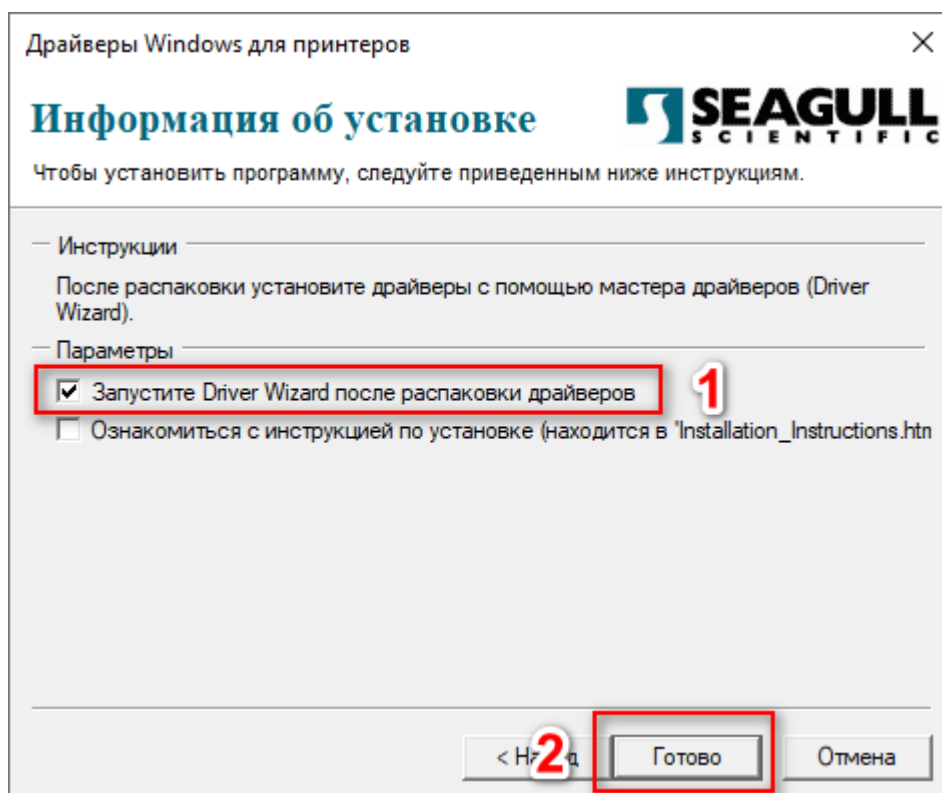 Драйверы Windows для принтеров
Информация об установке
SEAGULL
SCIENTIFIC
Чтобы установить программу, следуйте приведенным ниже инструкциям.
Инструкции
После распаковки установите драйверы с помощью мастера драйверов (Driver
Wizard).
Параметры
Запустите Driver Wizard после распаковки драйверов
1
Ознакомиться с инструкцией по установке (находится в 'Installation_Instructions.htm
<
2
Готово
Отмена